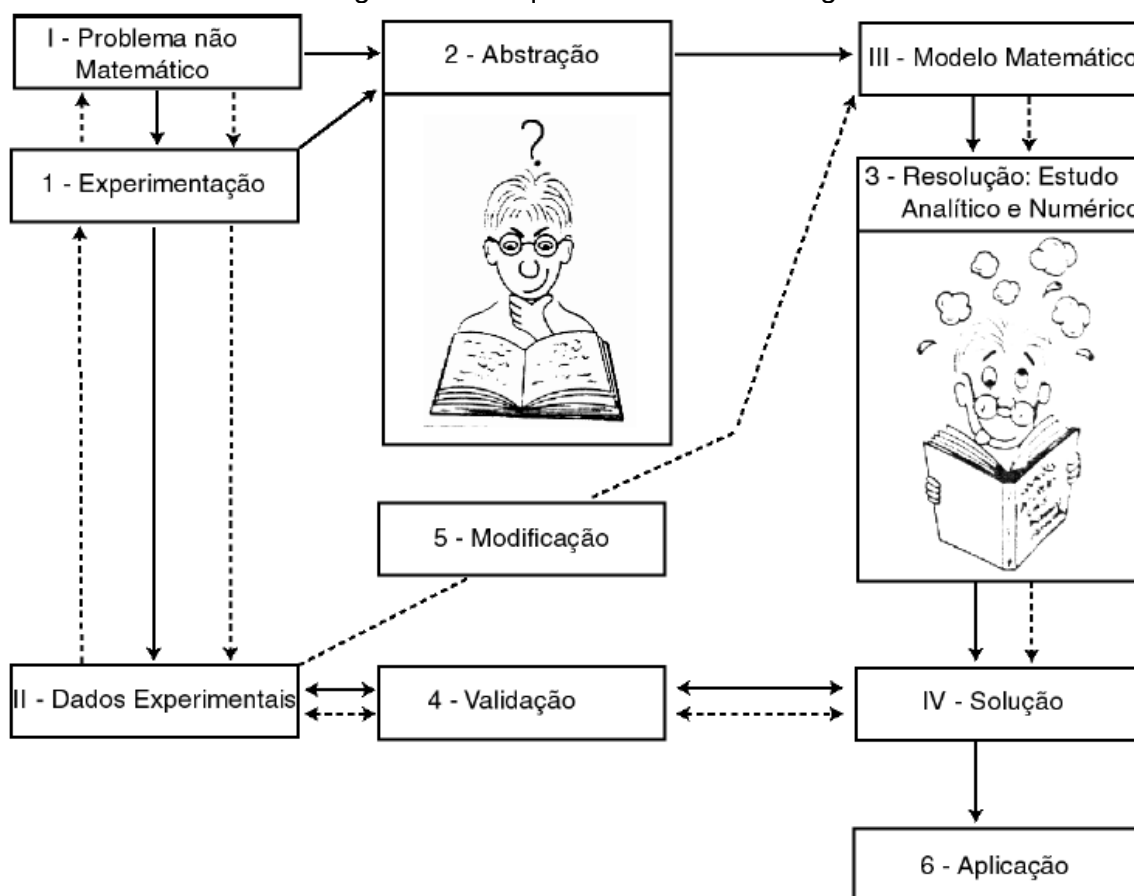 I - Problema não
Matemático
2 - Abstração
III - Modelo Matemático
?
1 - Experimentação
3 - Resolução: Estudo
Analítico e Numérico
5 - Modificação
II - Dados Experimentais
4 - Validação
IV - Solução
6 - Aplicação